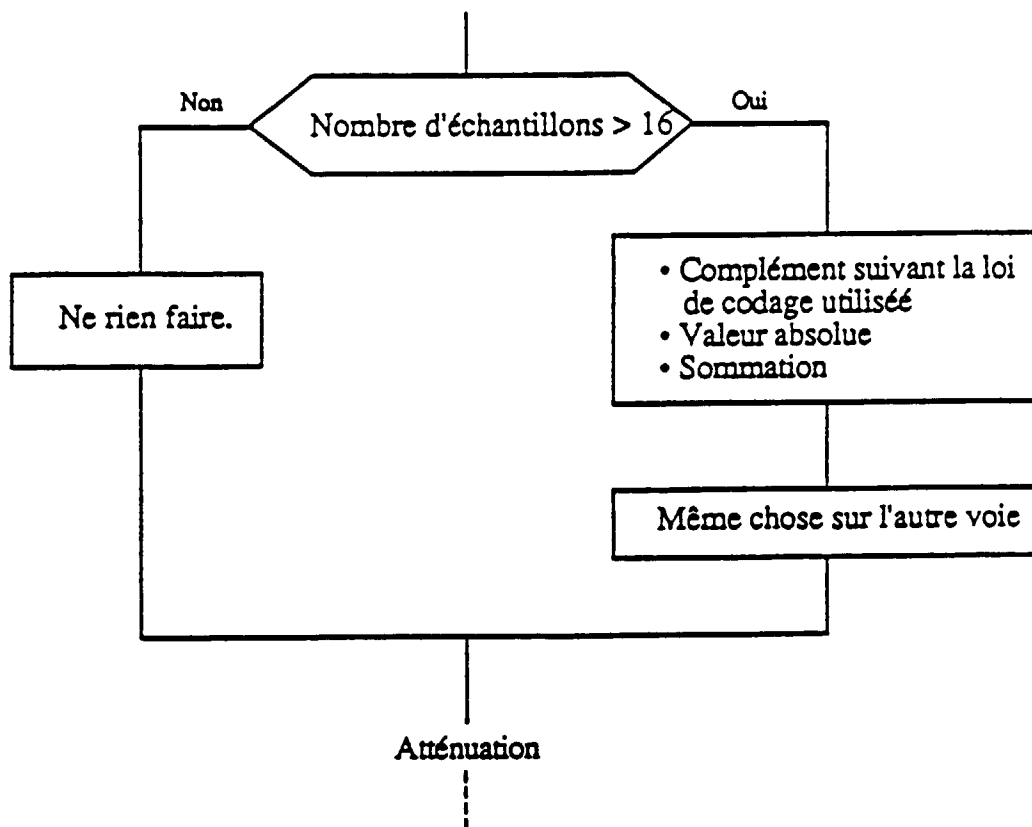 Non
Oui
Nombre d'échantillons > 16
Ne rien faire.
• Complément suivant la loi
de codage utiliséé
• Valeur absolue
• Sommation
Même chose sur l'autre voie
Atténuation